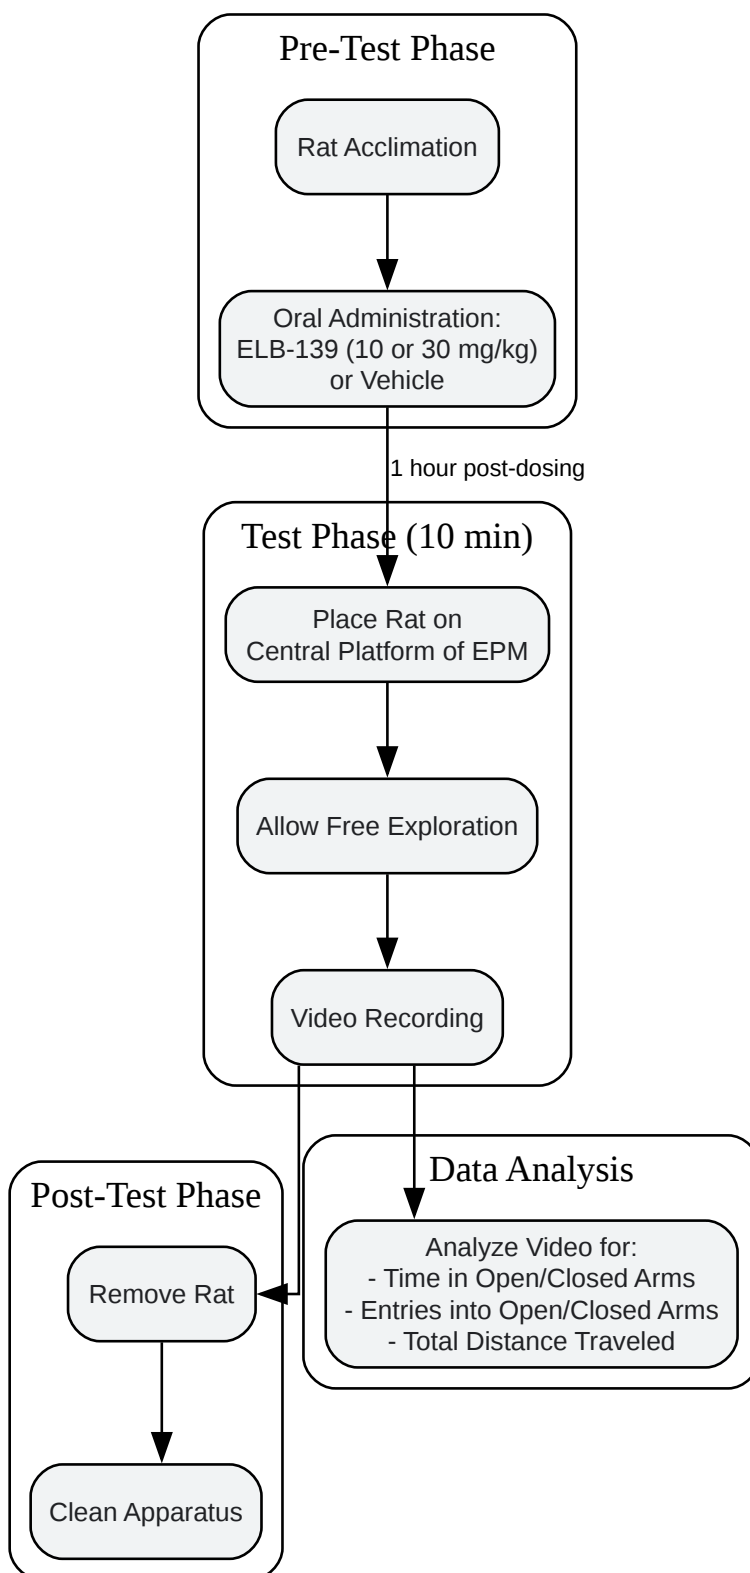 Pre-Test Phase
Rat Acclimation
Oral Administration:
ELB-139 (10 or 30 mg/kg)
or Vehicle
1 hour post-dosing
Test Phase (10 min)
Place Rat on
Central Platform of EPM
Allow Free Exploration
Video Recording
Post-Test Phase
Remove Rat
Clean Apparatus
Data Analysis
Analyze Video for:
- Time in Open/Closed Arms
- Entries into Open/Closed Arms
- Total Distance Traveled